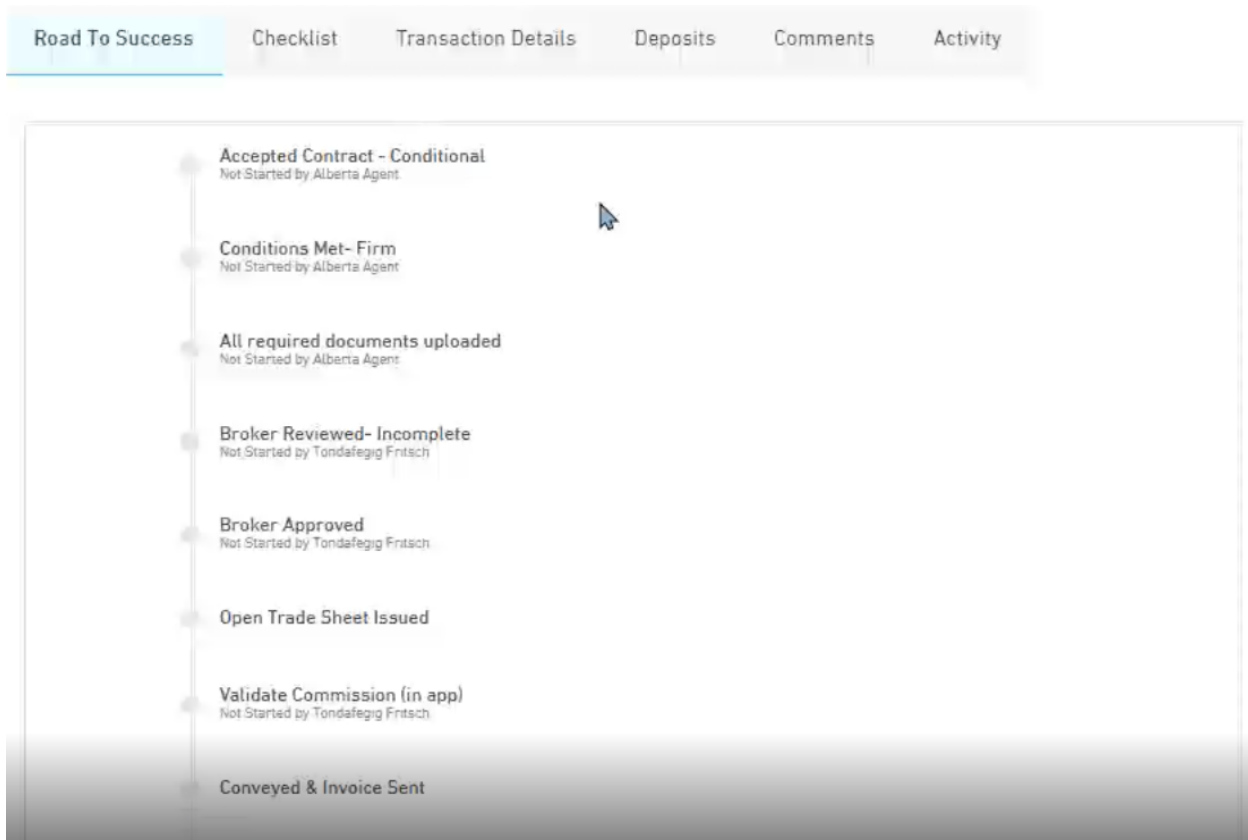 Road To Success Checklist Transaction Details Deposits Comments Activity
Accepted Contract - Conditional
Not Started by Alberta Agent
Conditions Met- Firm
Not Started by Alberta Agent
All required documents uploaded
Not Started by Alberta Agent
Broker Reviewed- Incomplete
Not Started by Tondafegig Fritsch
Broker Approved
Not Started by Tondafegig Fritsch
Open Trade Sheet Issued
Validate Commission (in app)
Not Started by Tondafegig Fritsch
Conveyed & Invoice Sent